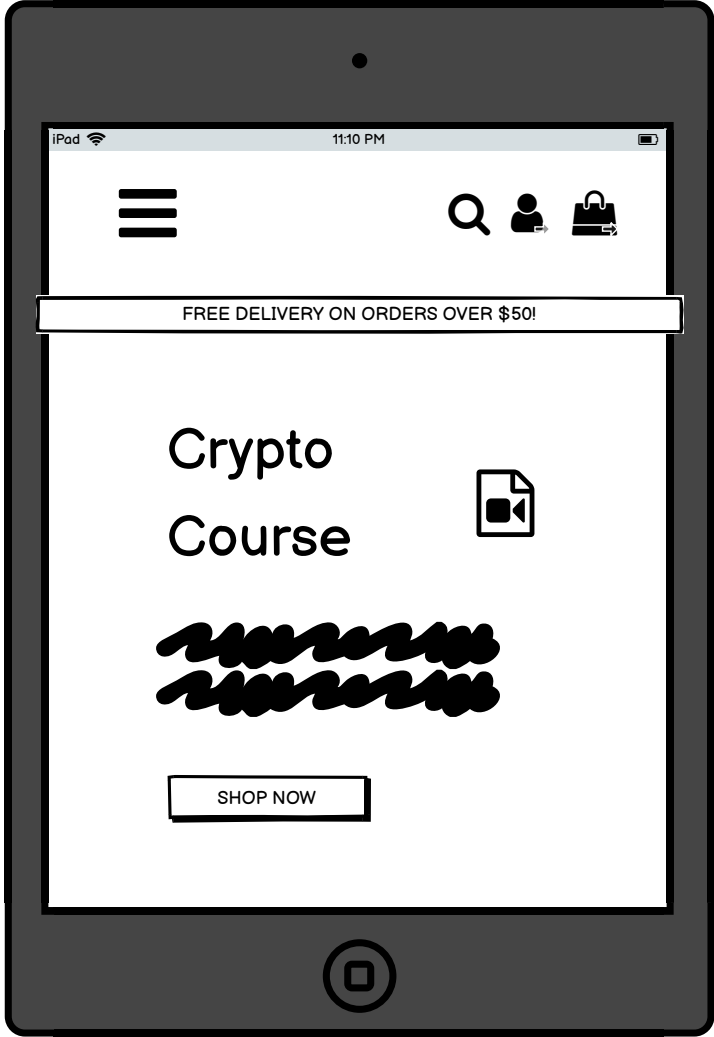 iPad 11:10 PM
FREE DELIVERY ON ORDERS OVER $50!
Crypto
Course
SHOP NOW